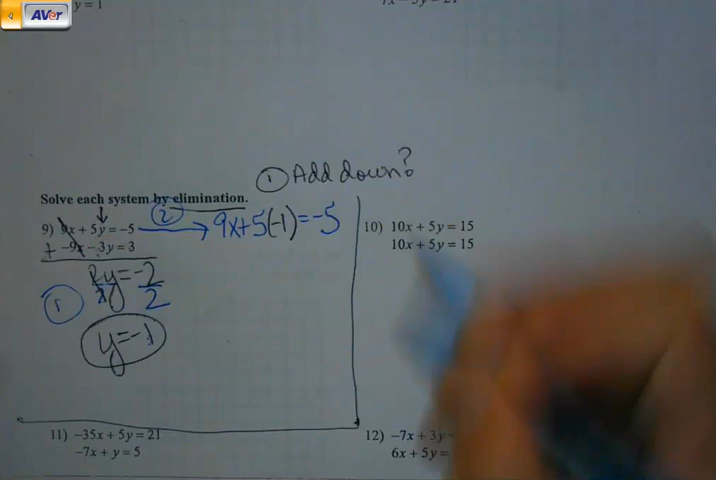 AVer
y = 1
① Add down?
Solve each system by elimination.
②
9) 9x + 5y = -5 → 9x+5(-1)=-5
+ -9x - 3y = 3
2y = -2
2 2
①
y=-1
10) 10x + 5y = 15
10x + 5y = 15
11) -35x + 5y = 21
-7x + y = 5
12) -7x + 3y =
6x + 5y =